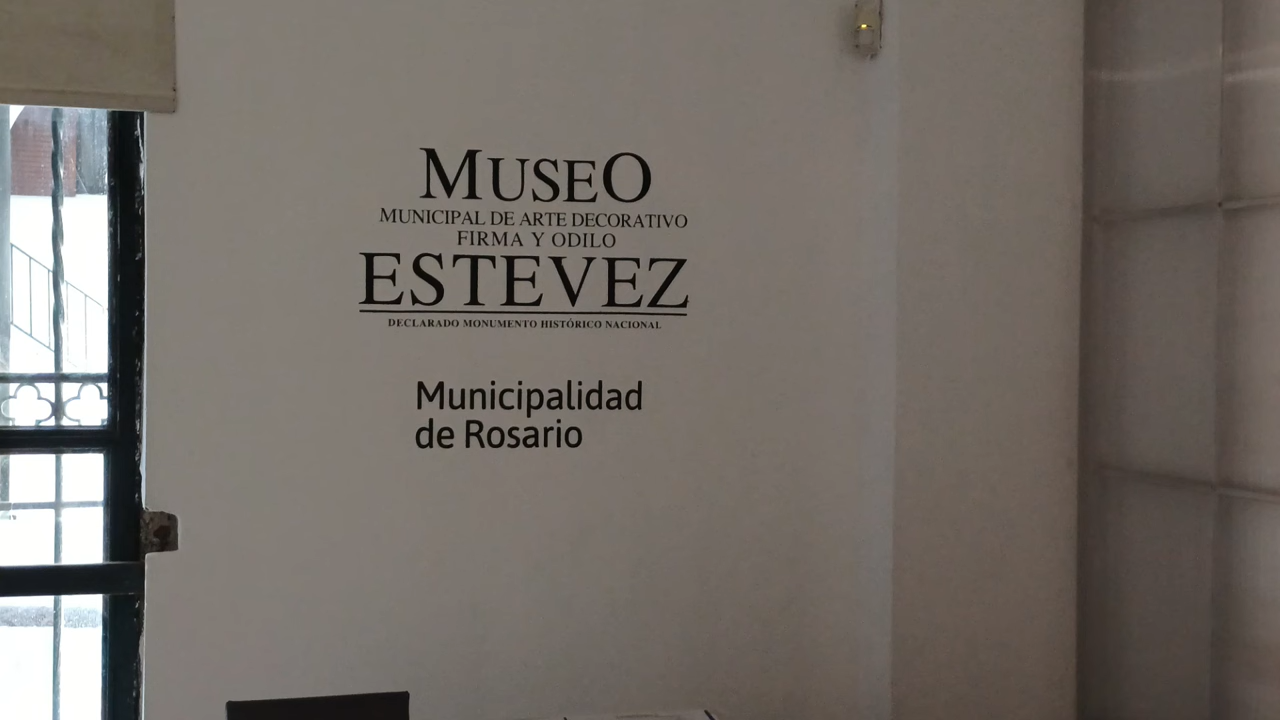 MUSEO
MUNICIPAL DE ARTE DECORATIVO
FIRMA Y ODILO
ESTEVEZ
DECLARADO MONUMENTO HISTÓRICO NACIONAL
Municipalidad
de Rosario